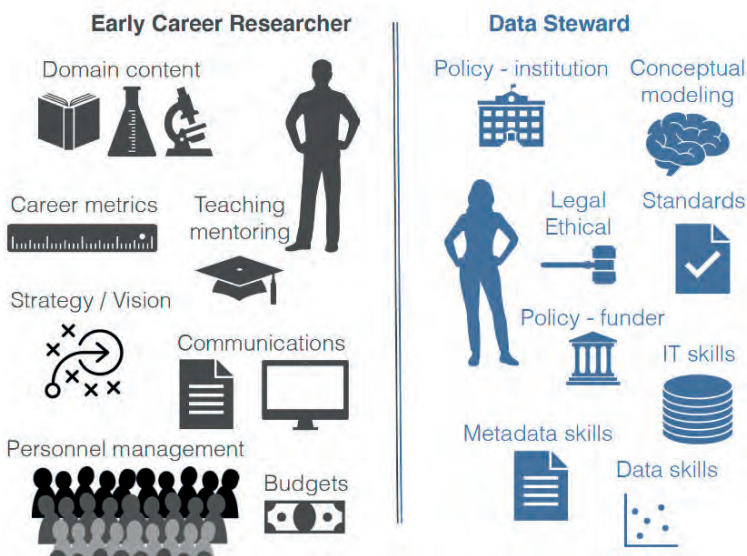 Early Career Researcher
Domain content
Career metrics
Teaching
mentoring
Strategy / Vision
Communications
Personnel management
Budgets
Data Steward
Policy - institution
Conceptual
modeling
Legal
Ethical
Standards
Policy - funder
IT skills
Metadata skills
Data skills